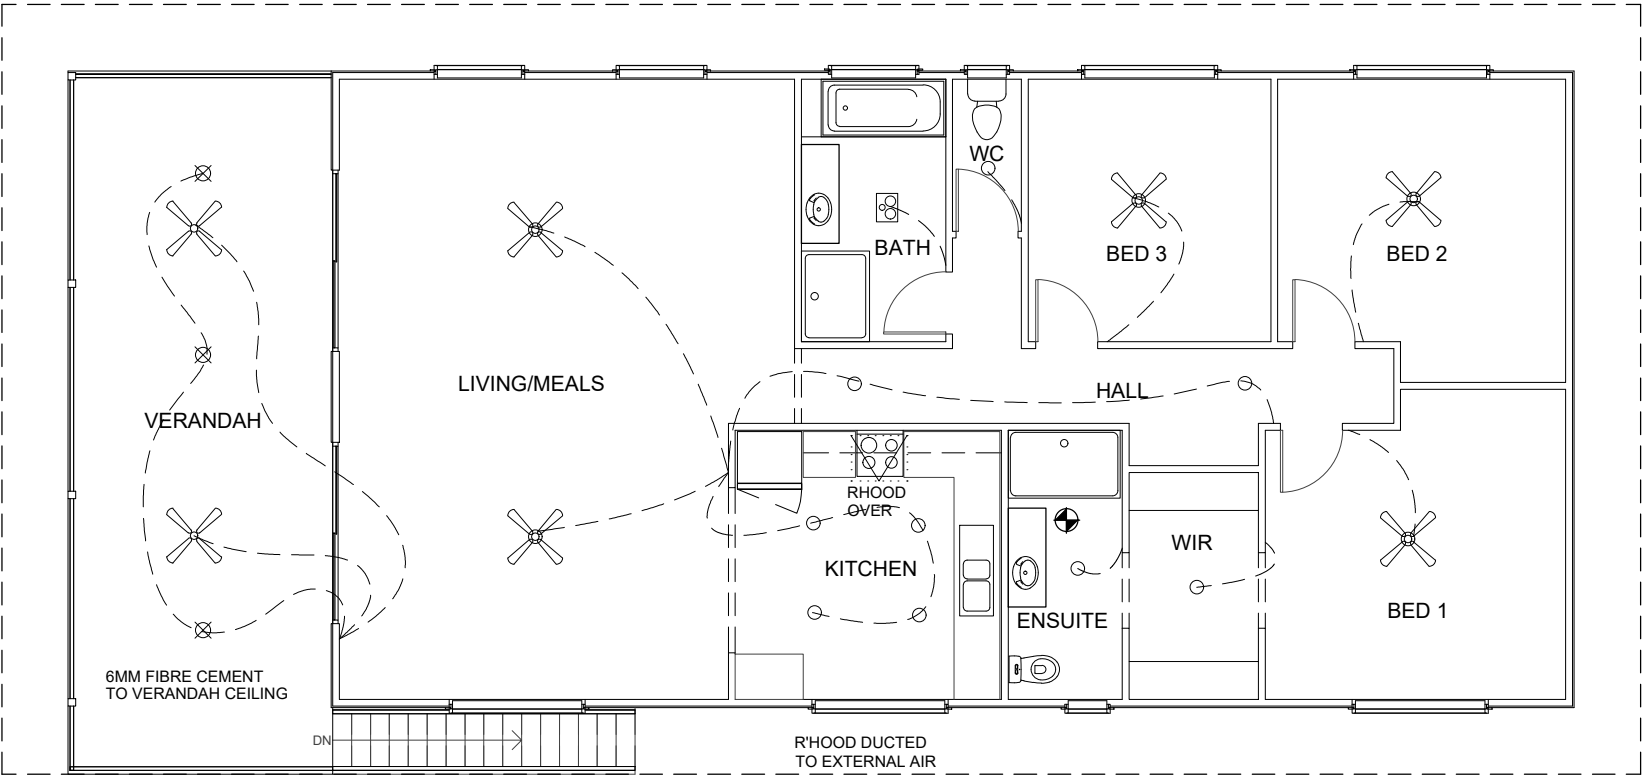 WC
BATH
BED 3
BED 2
LIVING/MEALS
HALL
VERANDAH
RHOOD
OVER
KITCHEN
WIR
ENSUITE
BED 1
6MM FIBRE CEMENT
TO VERANDAH CEILING
DN
R'HOOD DUCTED
TO EXTERNAL AIR